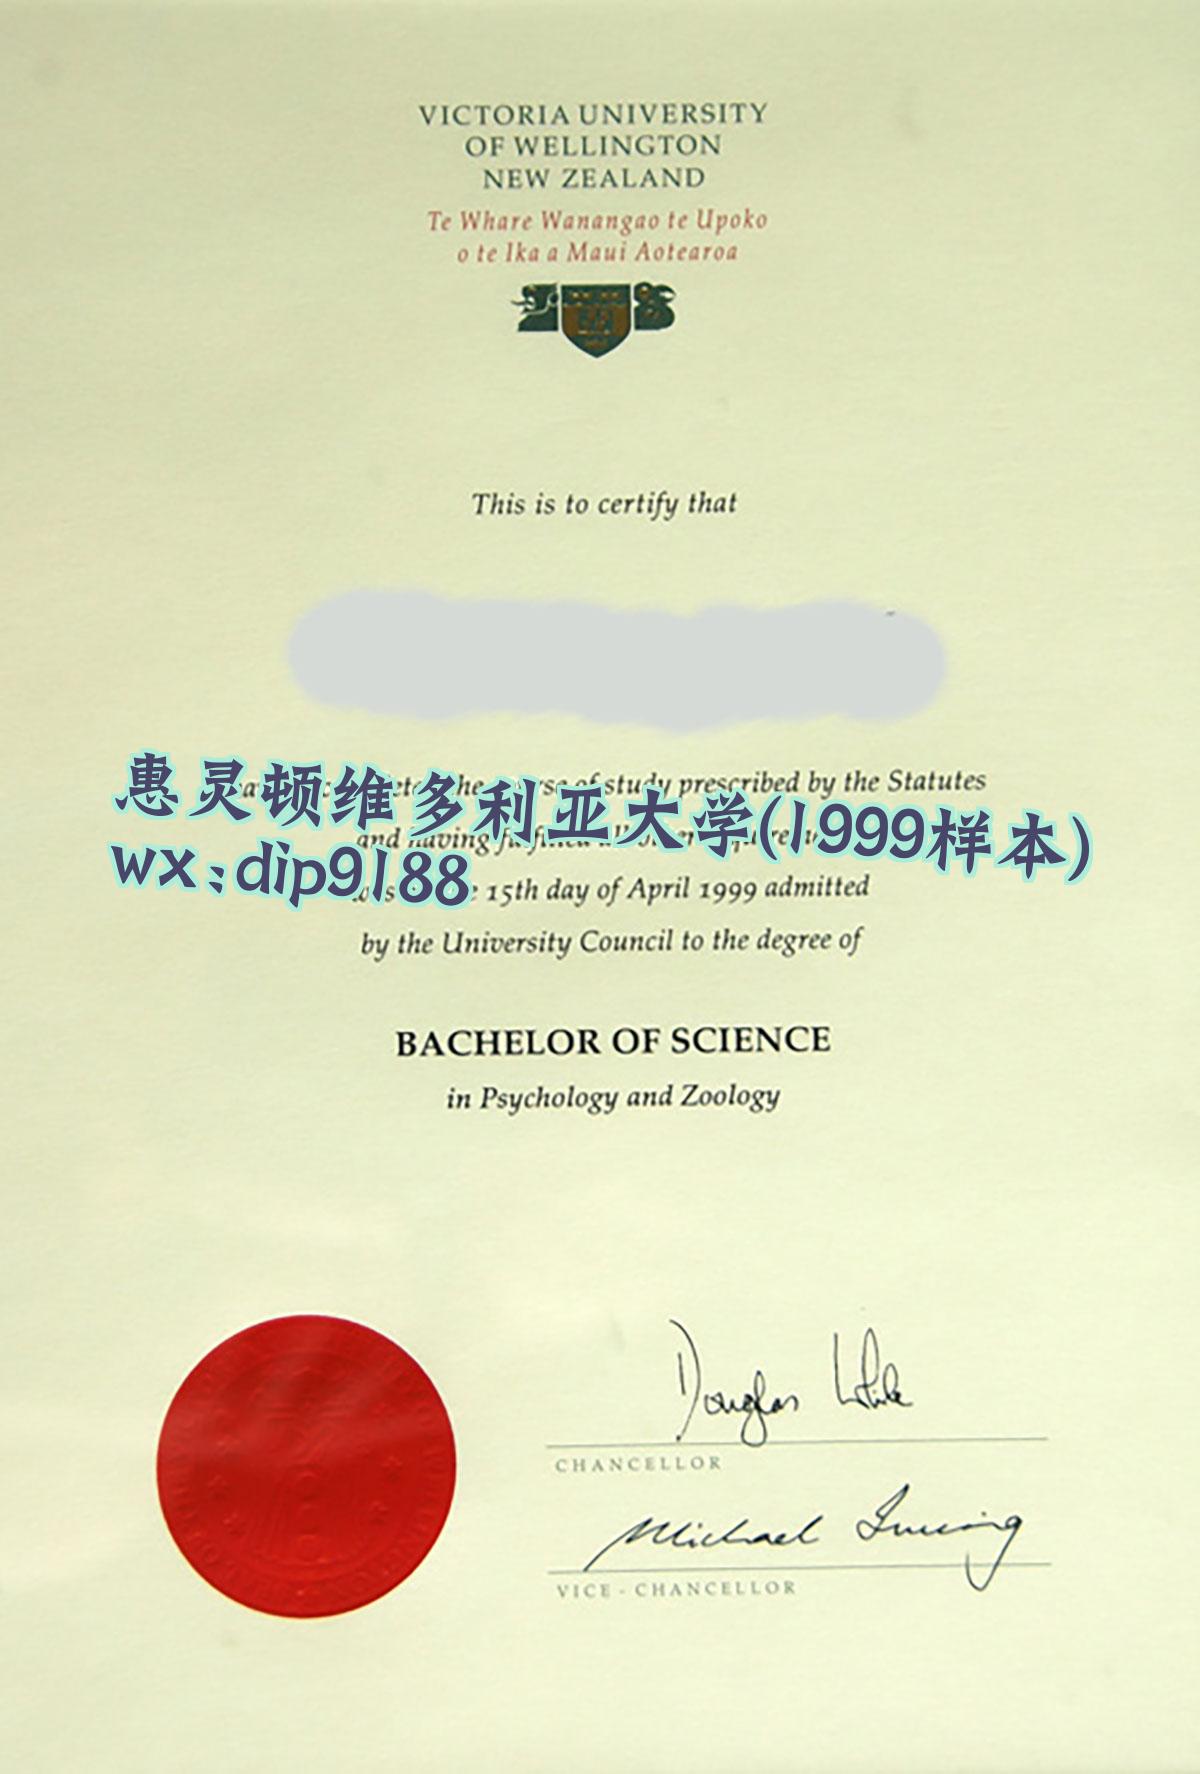 VICTORIA UNIVERSITY
OF WELLINGTON
NEW ZEALAND
Te Whare Wanangao te Upoko
o te Ika a Maui Aotearoa
This is to certify that
study prescribed by the Statutes
惠灵顿维多利亚大学(1999样本)
and having
wx:dip9188
15th day of April 1999 admitted
by the University Council to the degree of
BACHELOR OF SCIENCE
in Psychology and Zoology
Douglas White
CHANCELLOR
Michael Irving
VICE - CHANCELLOR